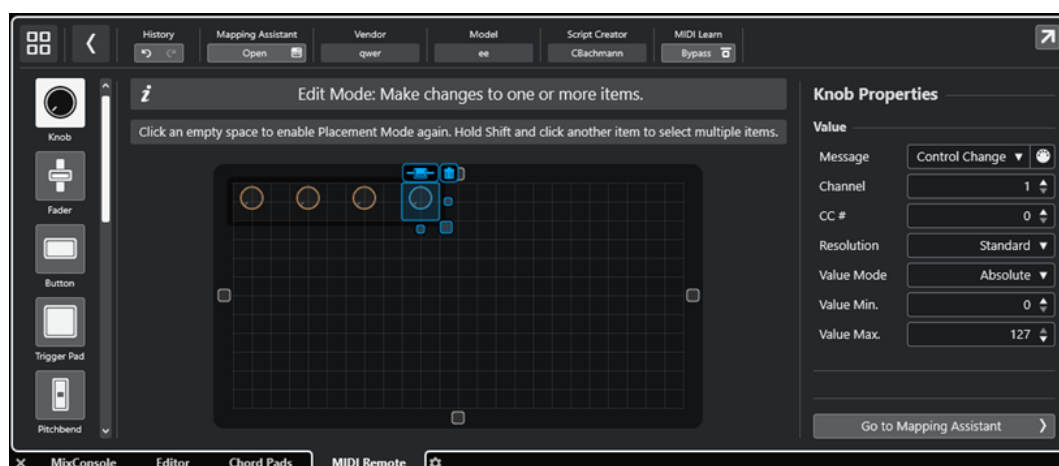 History
Mapping Assistant
Vendor
Model
Script Creator
MIDI Learn
Open
qwer
ee
CBachmann
Bypass
Knob
Fader
Button
Trigger Pad
Pitchbend
i
Edit Mode: Make changes to one or more items.
Click an empty space to enable Placement Mode again. Hold Shift and click another item to select multiple items.
Knob Properties
Value
Message Control Change
Channel 1
CC # 0
Resolution Standard
Value Mode Absolute
Value Min. 0
Value Max. 127
Go to Mapping Assistant
MixConsole Editor Chord Pads MIDI Remote